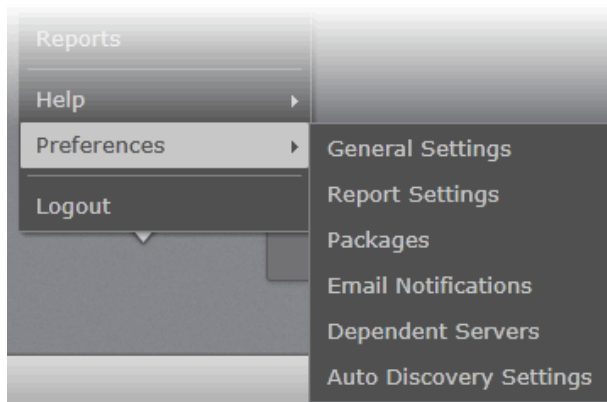 Reports
Help
Preferences
Logout
General Settings
Report Settings
Packages
Email Notifications
Dependent Servers
Auto Discovery Settings